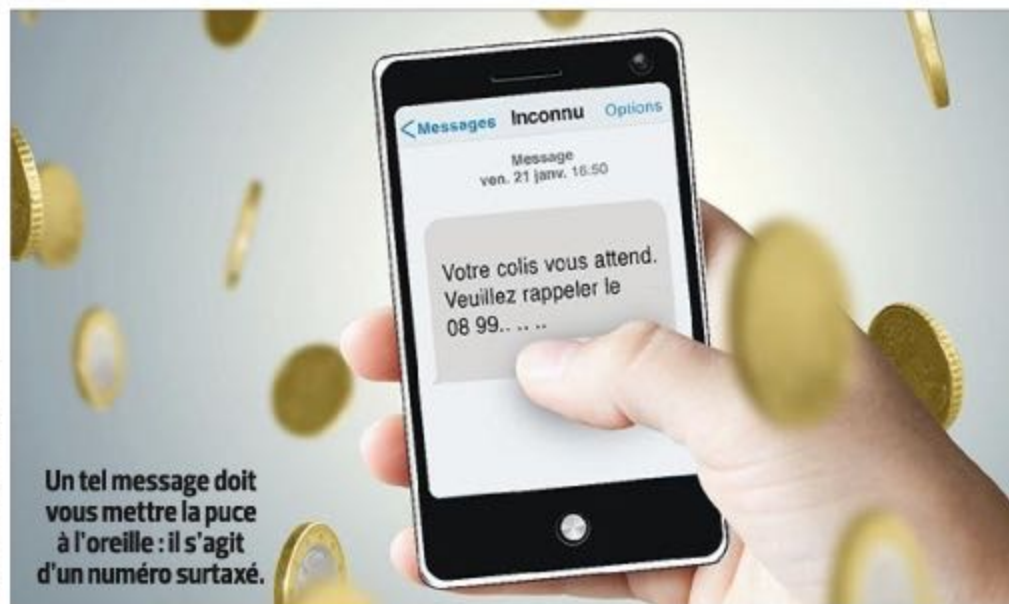 < Messages Inconnu Options
Message
ven. 21 janv. 16:50
Votre colis vous attend.
Veuillez rappeler le
08 99.. .. ..
Un tel message doit
vous mettre la puce
à l'oreille : il s'agit
d'un numéro surtaxé.